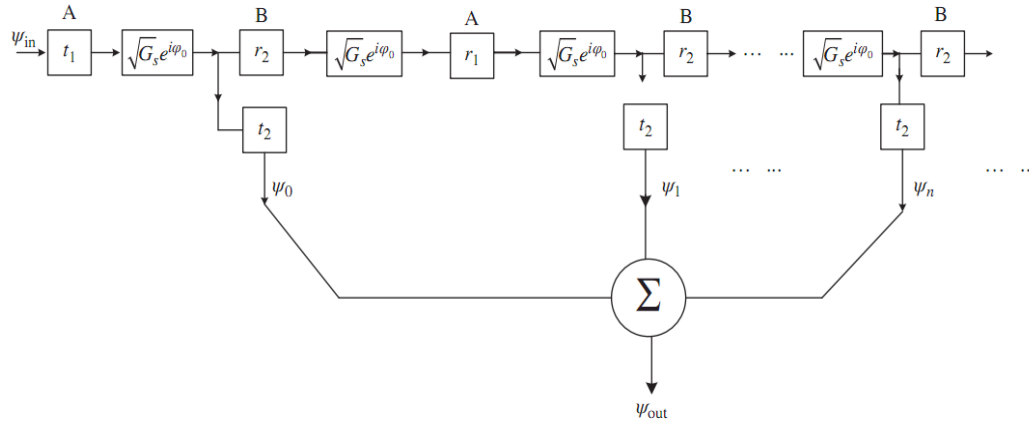 A B A B B
ψin t1 √Gs e^iφ0 r2 √Gs e^iφ0 r1 √Gs e^iφ0 r2 ... ... √Gs e^iφ0 r2
t2 t2 t2
ψ0 ψ1 ... ... ψn ... ..
Σ
ψout